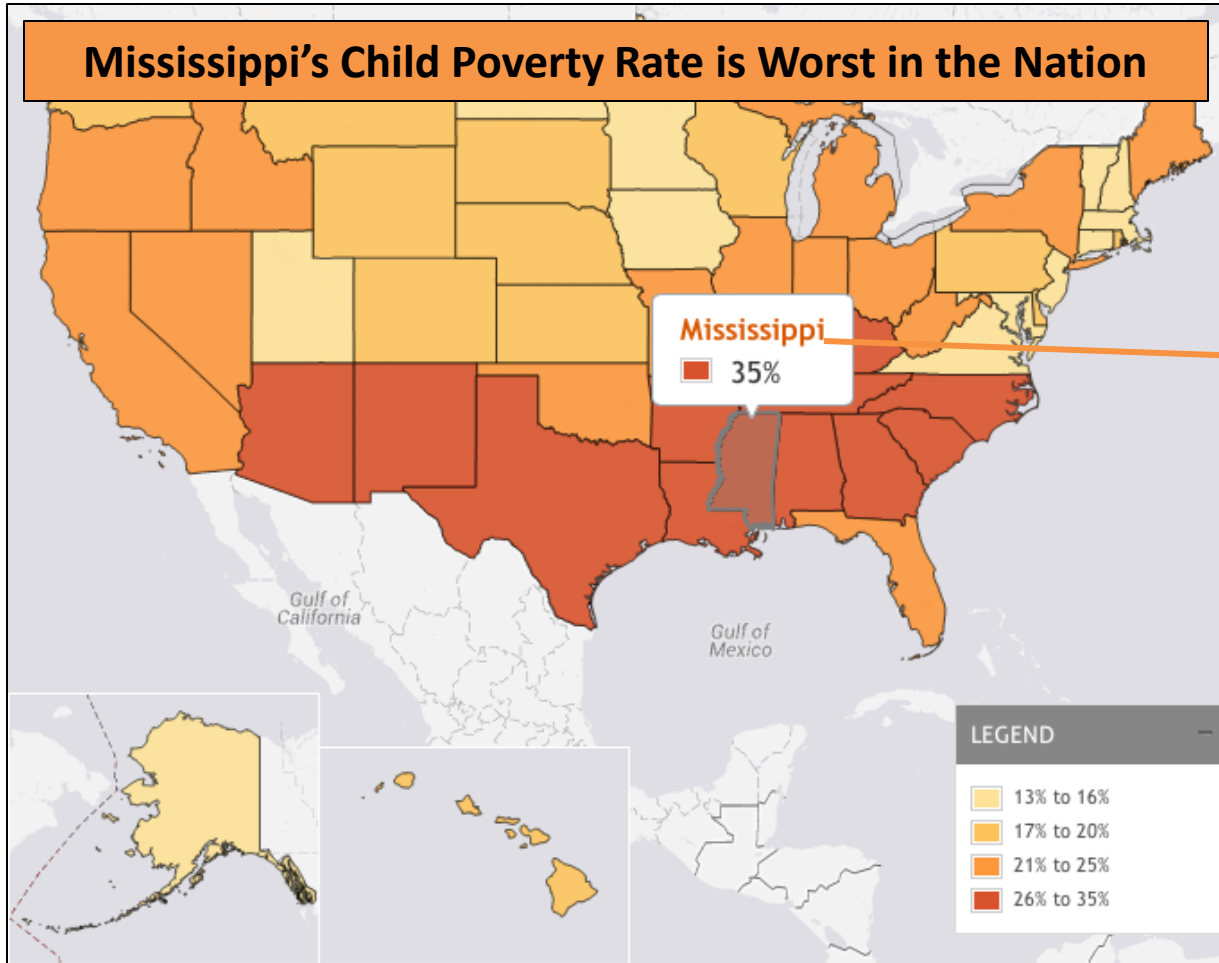 Mississippi's Child Poverty Rate is Worst in the Nation
Mississippi
35%
Gulf of
California
Gulf of
Mexico
LEGEND
13% to 16%
17% to 20%
21% to 25%
26% to 35%